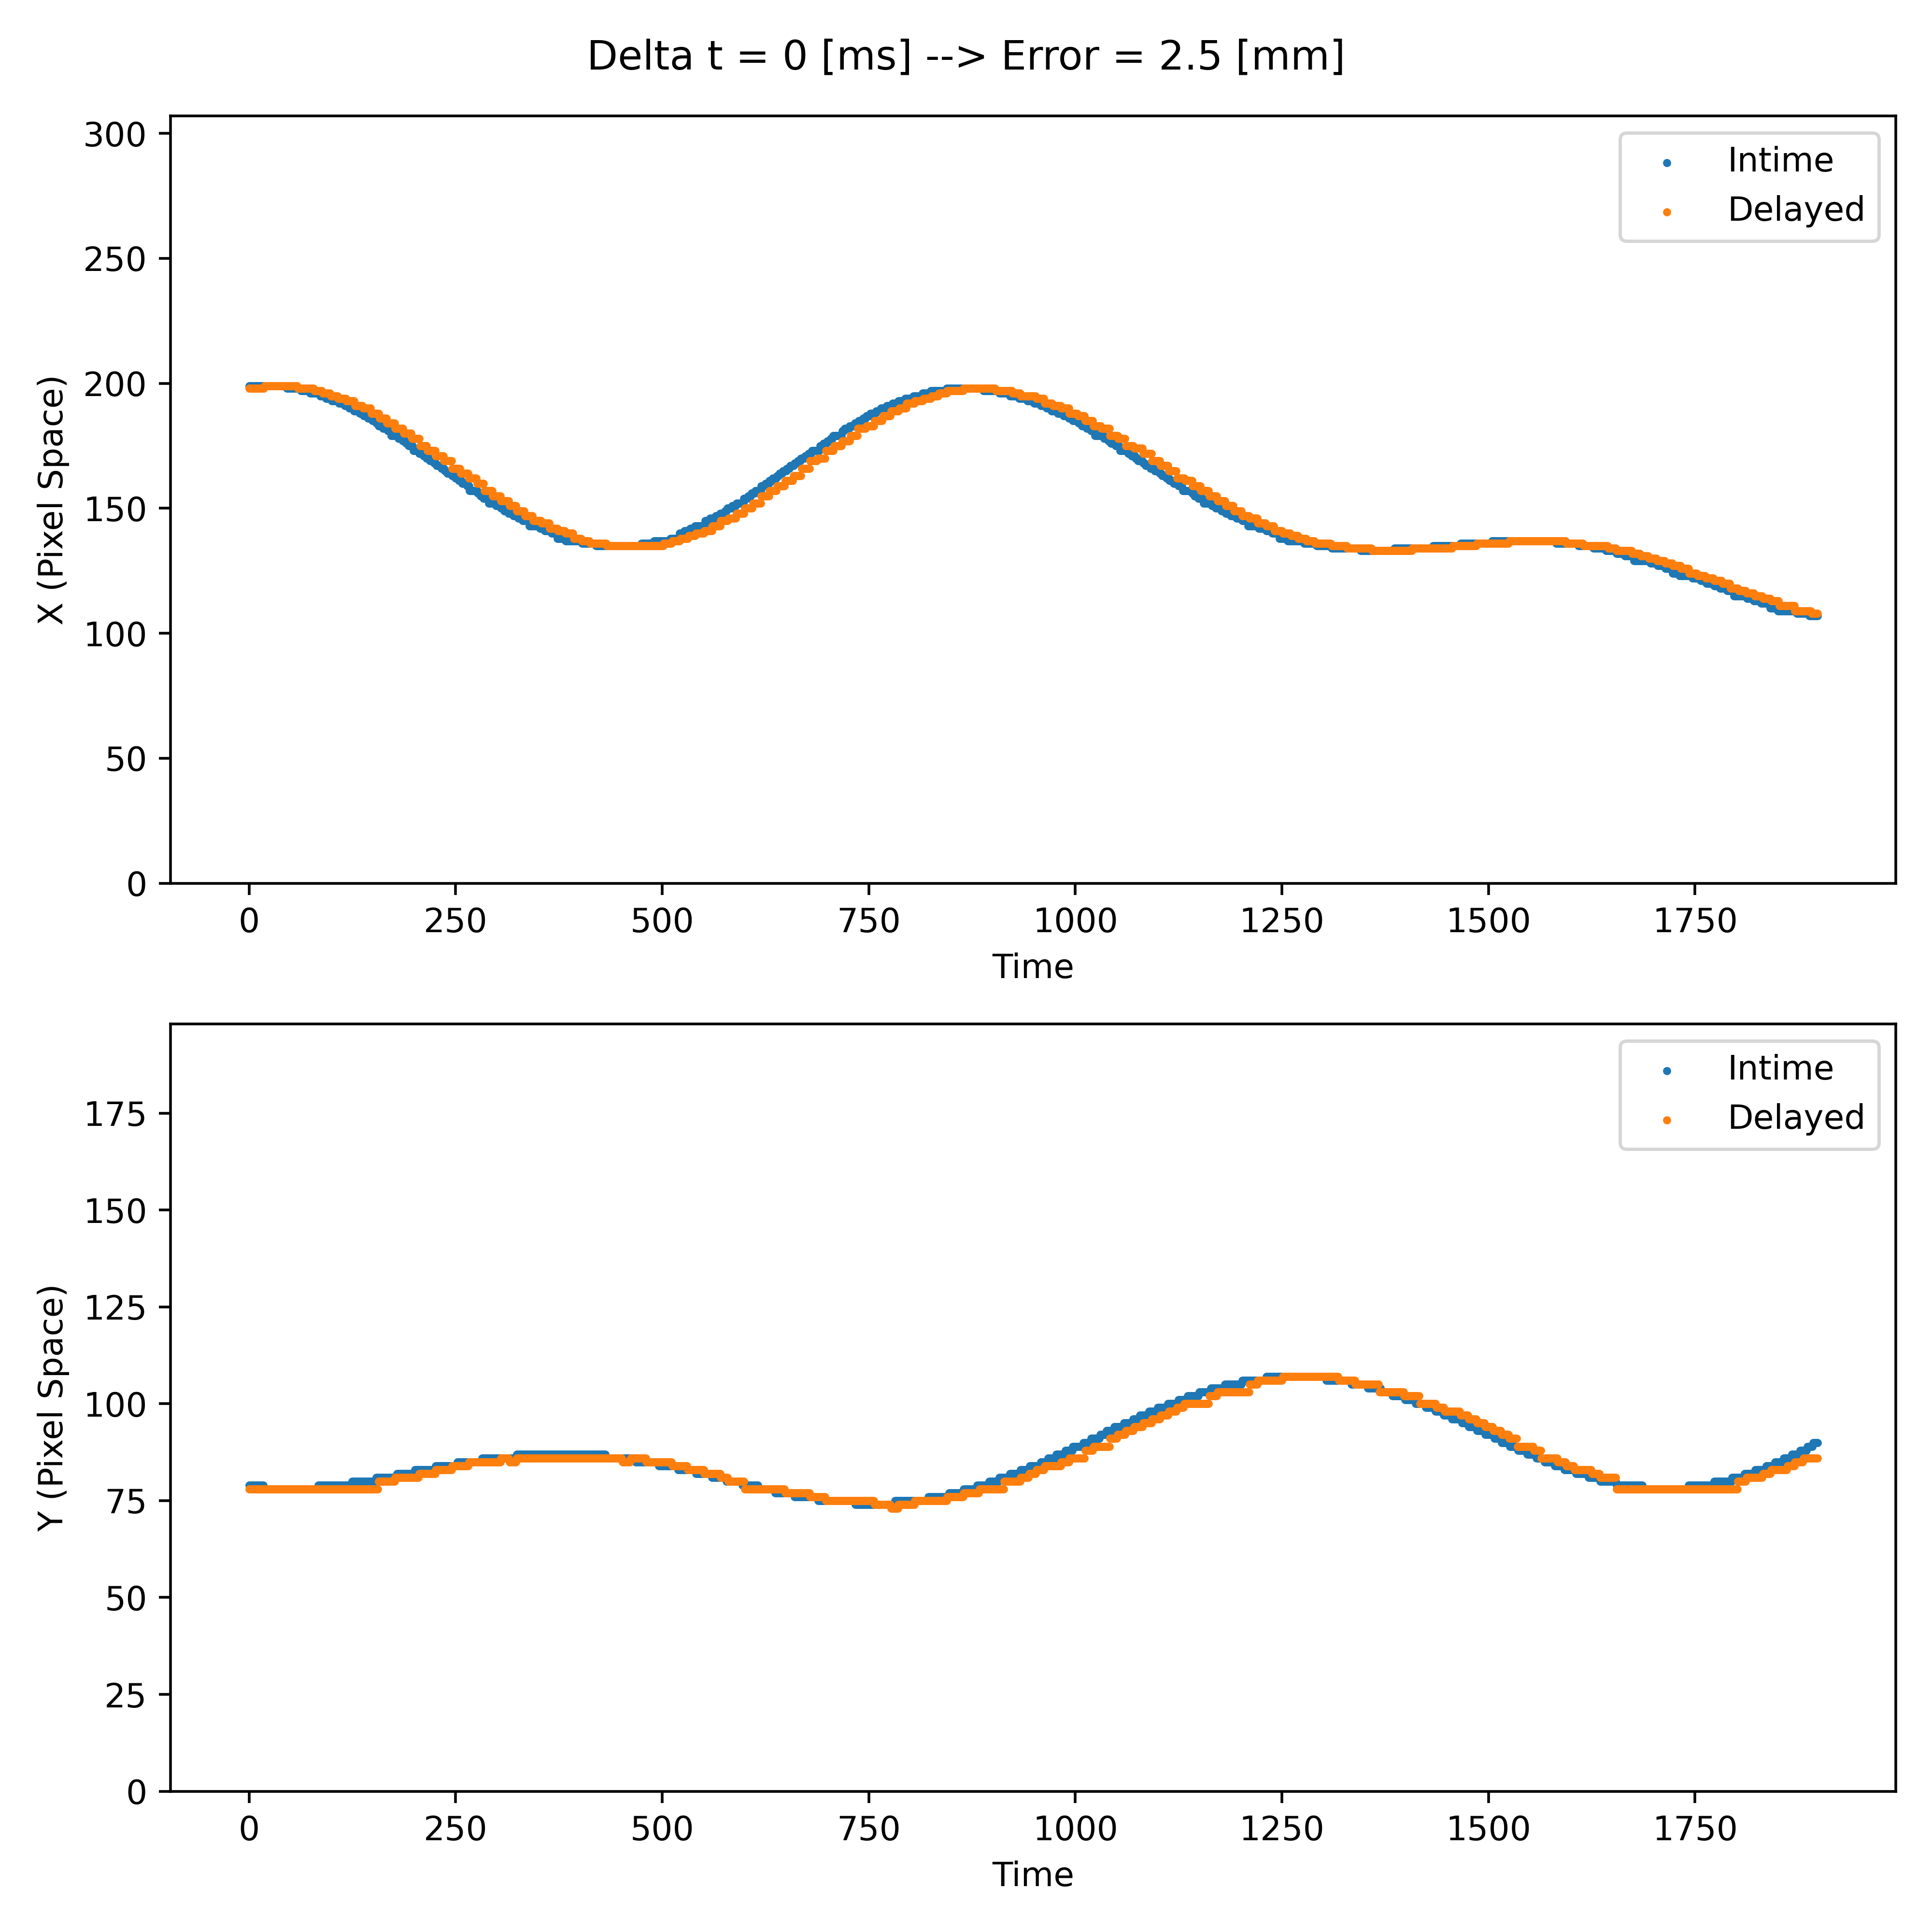 Delta t = 0 [ms] --> Error = 2.5 [mm]
300
250
200
150
100
50
0
X (Pixel Space)
Intime
Delayed
0 250 500 750 1000 1250 1500 1750
Time
175
150
125
100
75
50
25
0
Y (Pixel Space)
Intime
Delayed
0 250 500 750 1000 1250 1500 1750
Time